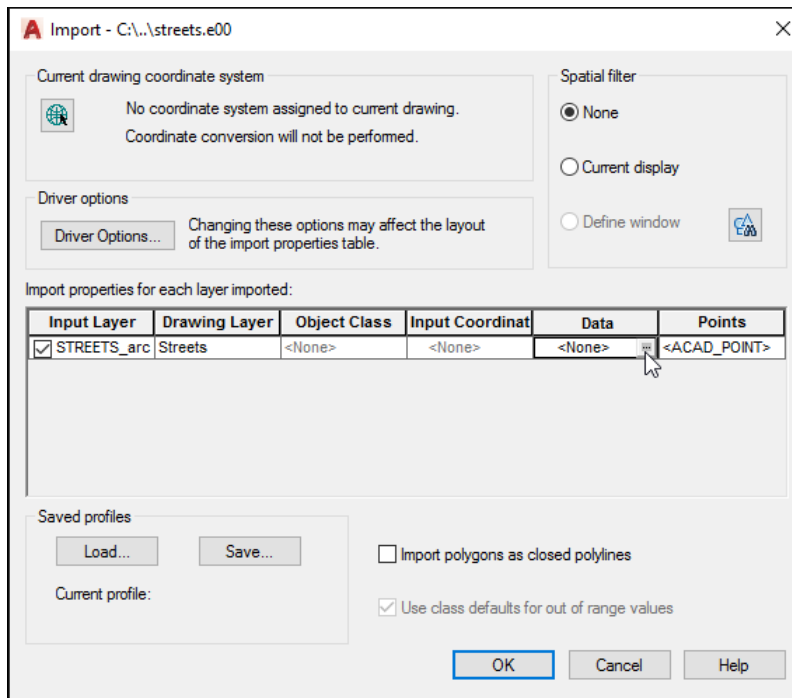 Import - C:\..\streets.e00
Current drawing coordinate system
No coordinate system assigned to current drawing.
Coordinate conversion will not be performed.
Spatial filter
None
Current display
Define window
Driver options
Driver Options...
Changing these options may affect the layout
of the import properties table.
Import properties for each layer imported:
Input Layer Drawing Layer Object Class Input Coordinat Data Points
STREETS_arc Streets <None> <None> <None> ... <ACAD_POINT>
Saved profiles
Load... Save...
Current profile:
Import polygons as closed polylines
Use class defaults for out of range values
OK Cancel Help